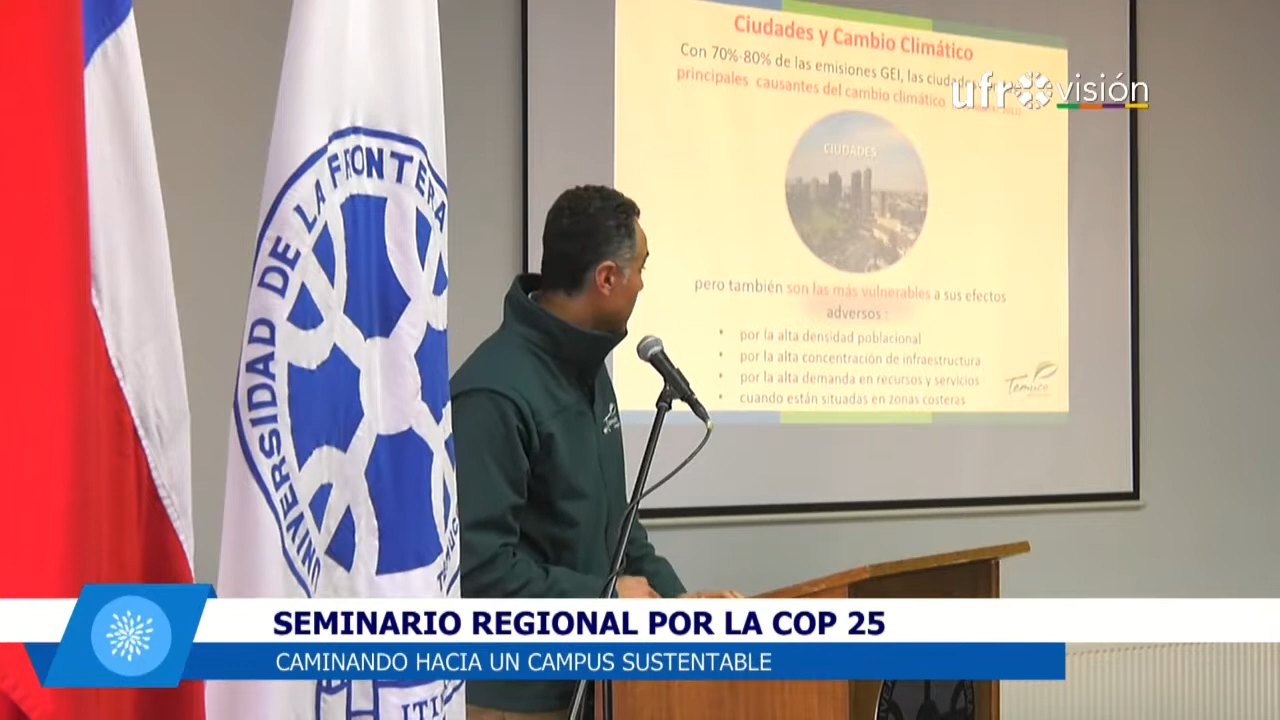 Ciudades y Cambio Climático
Con 70%-80% de las emisiones GEI, las
principales causantes del cambio climático
ufro visión
CIUDADES
pero también son las más vulnerables a sus efectos
adversos :
• por la alta densidad poblacional
• por la alta concentración de infraestructura
• por la alta demanda en recursos y servicios
• cuando están situadas en zonas costeras
Temuco
UNIVERSIDAD DE LA FRONTERA
SEMINARIO REGIONAL POR LA COP 25
CAMINANDO HACIA UN CAMPUS SUSTENTABLE